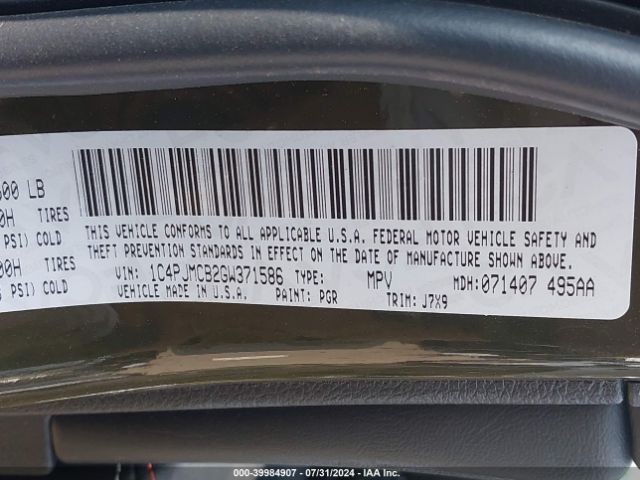 600 LB
0H TIRES
PSI) COLD
00H TIRES
PSI) COLD
THIS VEHICLE CONFORMS TO ALL APPLICABLE U.S.A. FEDERAL MOTOR VEHICLE SAFETY AND
THEFT PREVENTION STANDARDS IN EFFECT ON THE DATE OF MANUFACTURE SHOWN ABOVE.
VIN: 1C4PJMCB2GW371586 TYPE: MPV MDH:071407 495AA
VEHICLE MADE IN U.S.A. PAINT: PGR TRIM: J7X9
000-39984907 / 07/31/2024 - IAA Inc.